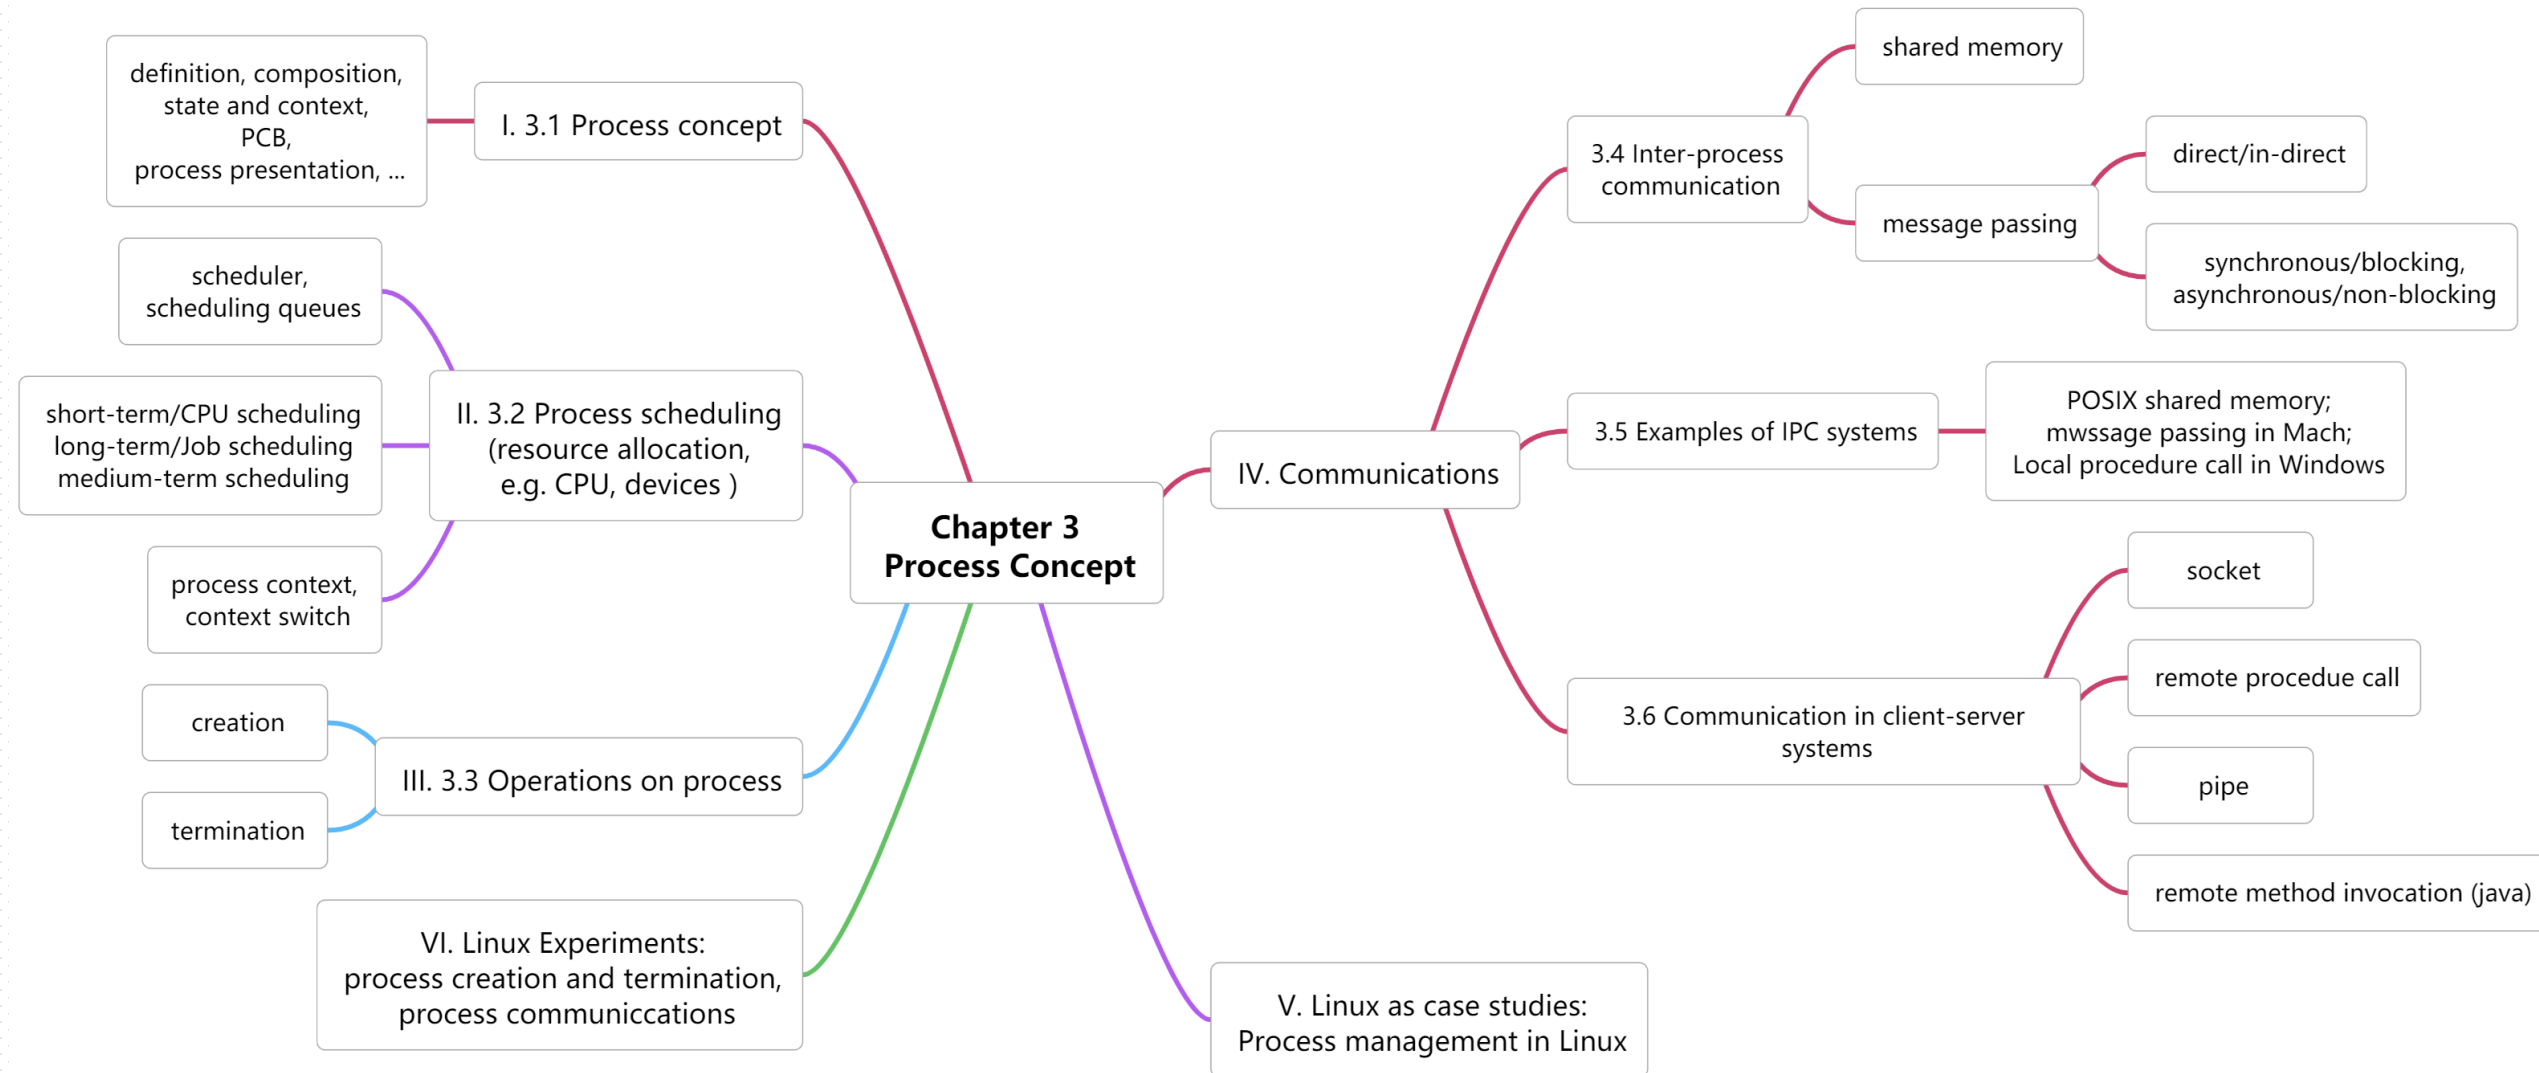 Chapter 3
Process Concept
I. 3.1 Process concept
definition, composition,
state and context,
PCB,
process presentation, ...
II. 3.2 Process scheduling
(resource allocation,
e.g. CPU, devices )
scheduler,
scheduling queues
short-term/CPU scheduling
long-term/Job scheduling
medium-term scheduling
process context,
context switch
III. 3.3 Operations on process
creation
termination
VI. Linux Experiments:
process creation and termination,
process communiccations
IV. Communications
3.4 Inter-process
communication
shared memory
message passing
direct/in-direct
synchronous/blocking,
asynchronous/non-blocking
3.5 Examples of IPC systems
POSIX shared memory;
mwssage passing in Mach;
Local procedure call in Windows
3.6 Communication in client-server
systems
socket
remote procedue call
pipe
remote method invocation (java)
V. Linux as case studies:
Process management in Linux